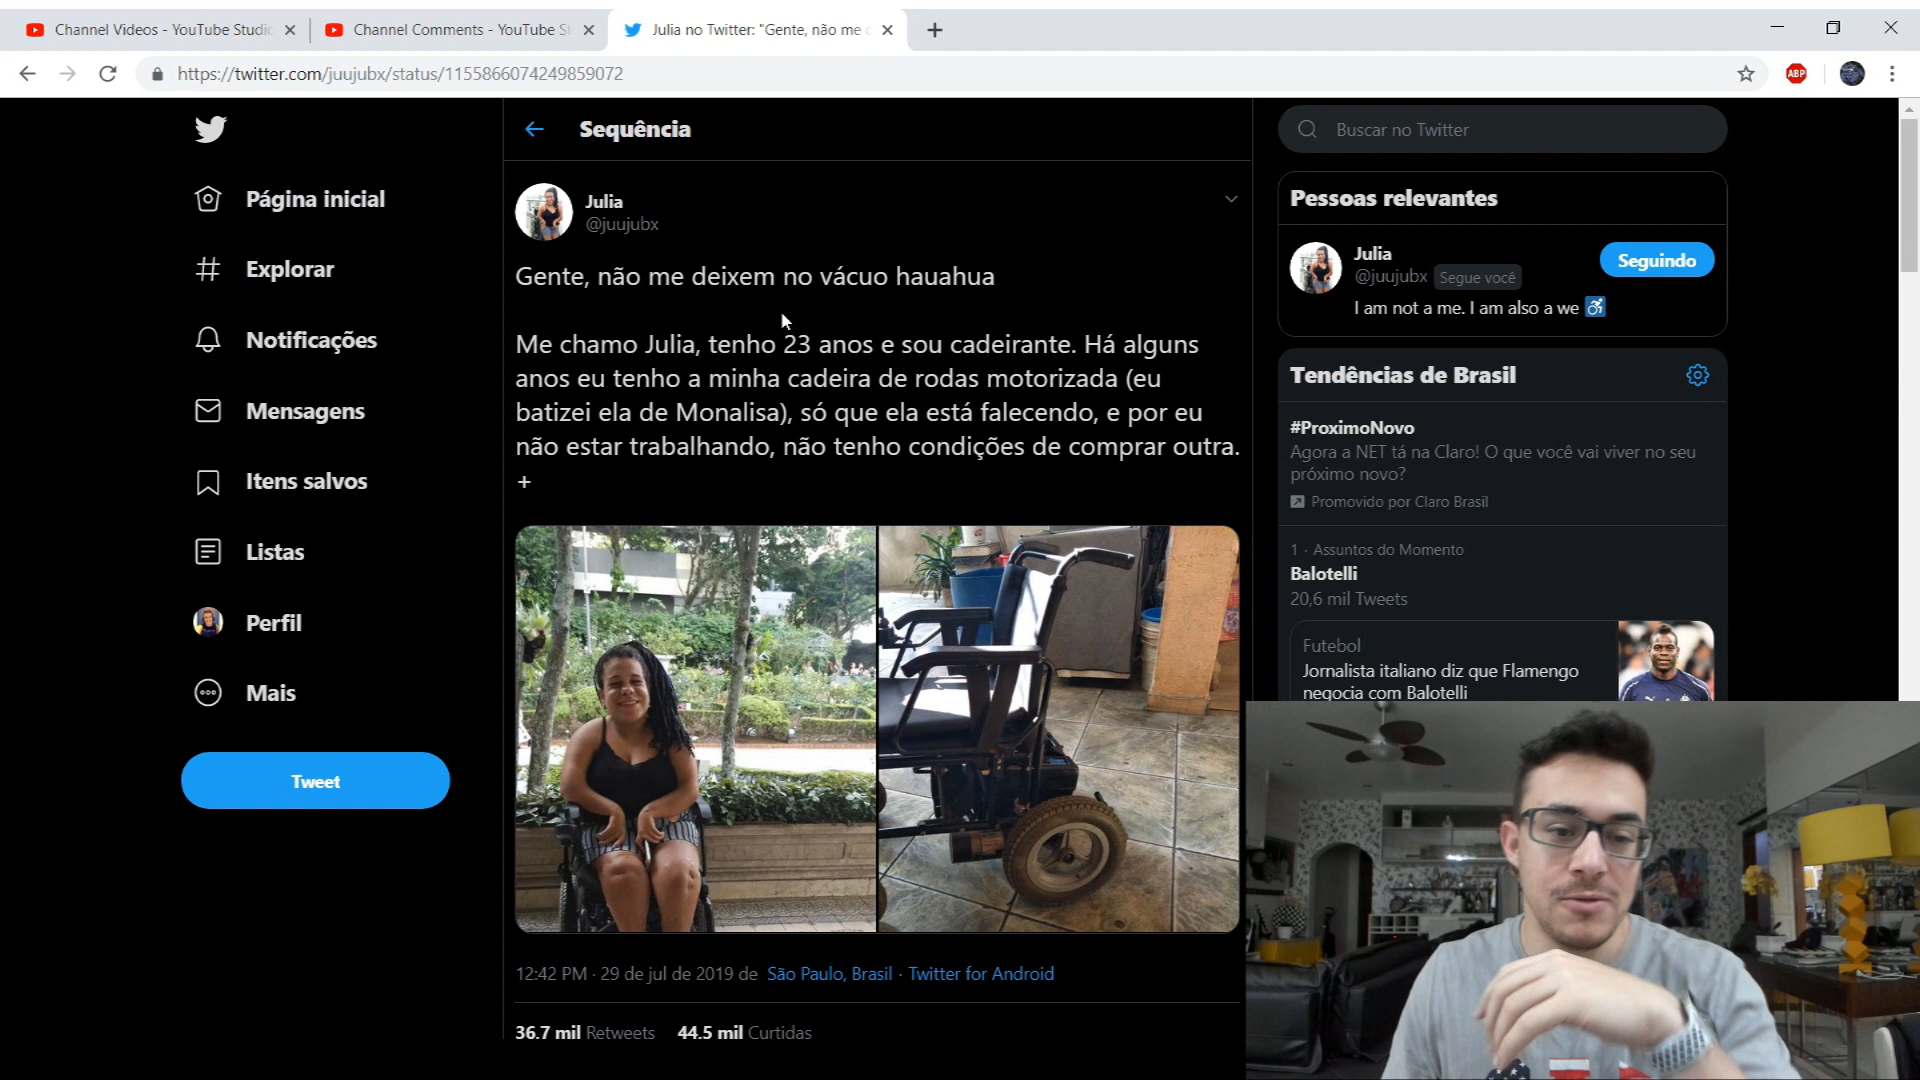 Channel Videos - YouTube Studio
Channel Comments - YouTube St
Julia no Twitter: "Gente, não me d
https://twitter.com/juujubx/status/1155866074249859072
ABP
Sequência
Buscar no Twitter
Página inicial
Explorar
Notificações
Mensagens
Itens salvos
Listas
Perfil
Mais
Tweet
Julia
@juujubx
Gente, não me deixem no vácuo hauahua
Me chamo Julia, tenho 23 anos e sou cadeirante. Há alguns
anos eu tenho a minha cadeira de rodas motorizada (eu
batizei ela de Monalisa), só que ela está falecendo, e por eu
não estar trabalhando, não tenho condições de comprar outra.
+
12:42 PM · 29 de jul de 2019 de São Paulo, Brasil · Twitter for Android
36.7 mil Retweets 44.5 mil Curtidas
Pessoas relevantes
Julia
Seguindo
@juujubx Segue você
I am not a me. I am also a we
Tendências de Brasil
#ProximoNovo
Agora a NET tá na Claro! O que você vai viver no seu
próximo novo?
Promovido por Claro Brasil
1 · Assuntos do Momento
Balotelli
20,6 mil Tweets
Futebol
Jornalista italiano diz que Flamengo
negocia com Balotelli